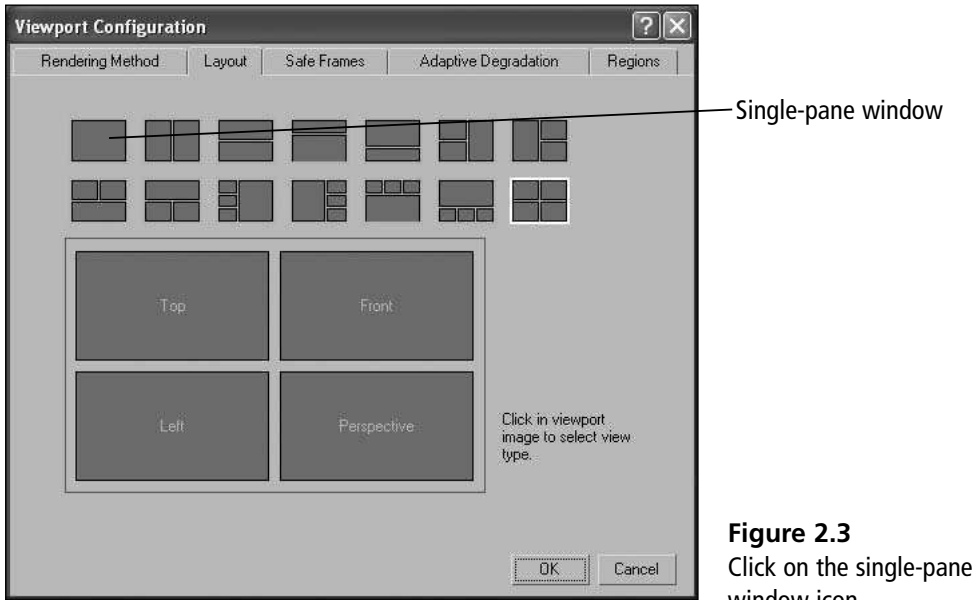 Viewport Configuration
Rendering Method Layout Safe Frames Adaptive Degradation Regions
Single-pane window
Top Front
Left Perspective
Click in viewport
image to select view
type.
OK Cancel
Figure 2.3
Click on the single-pane
window icon